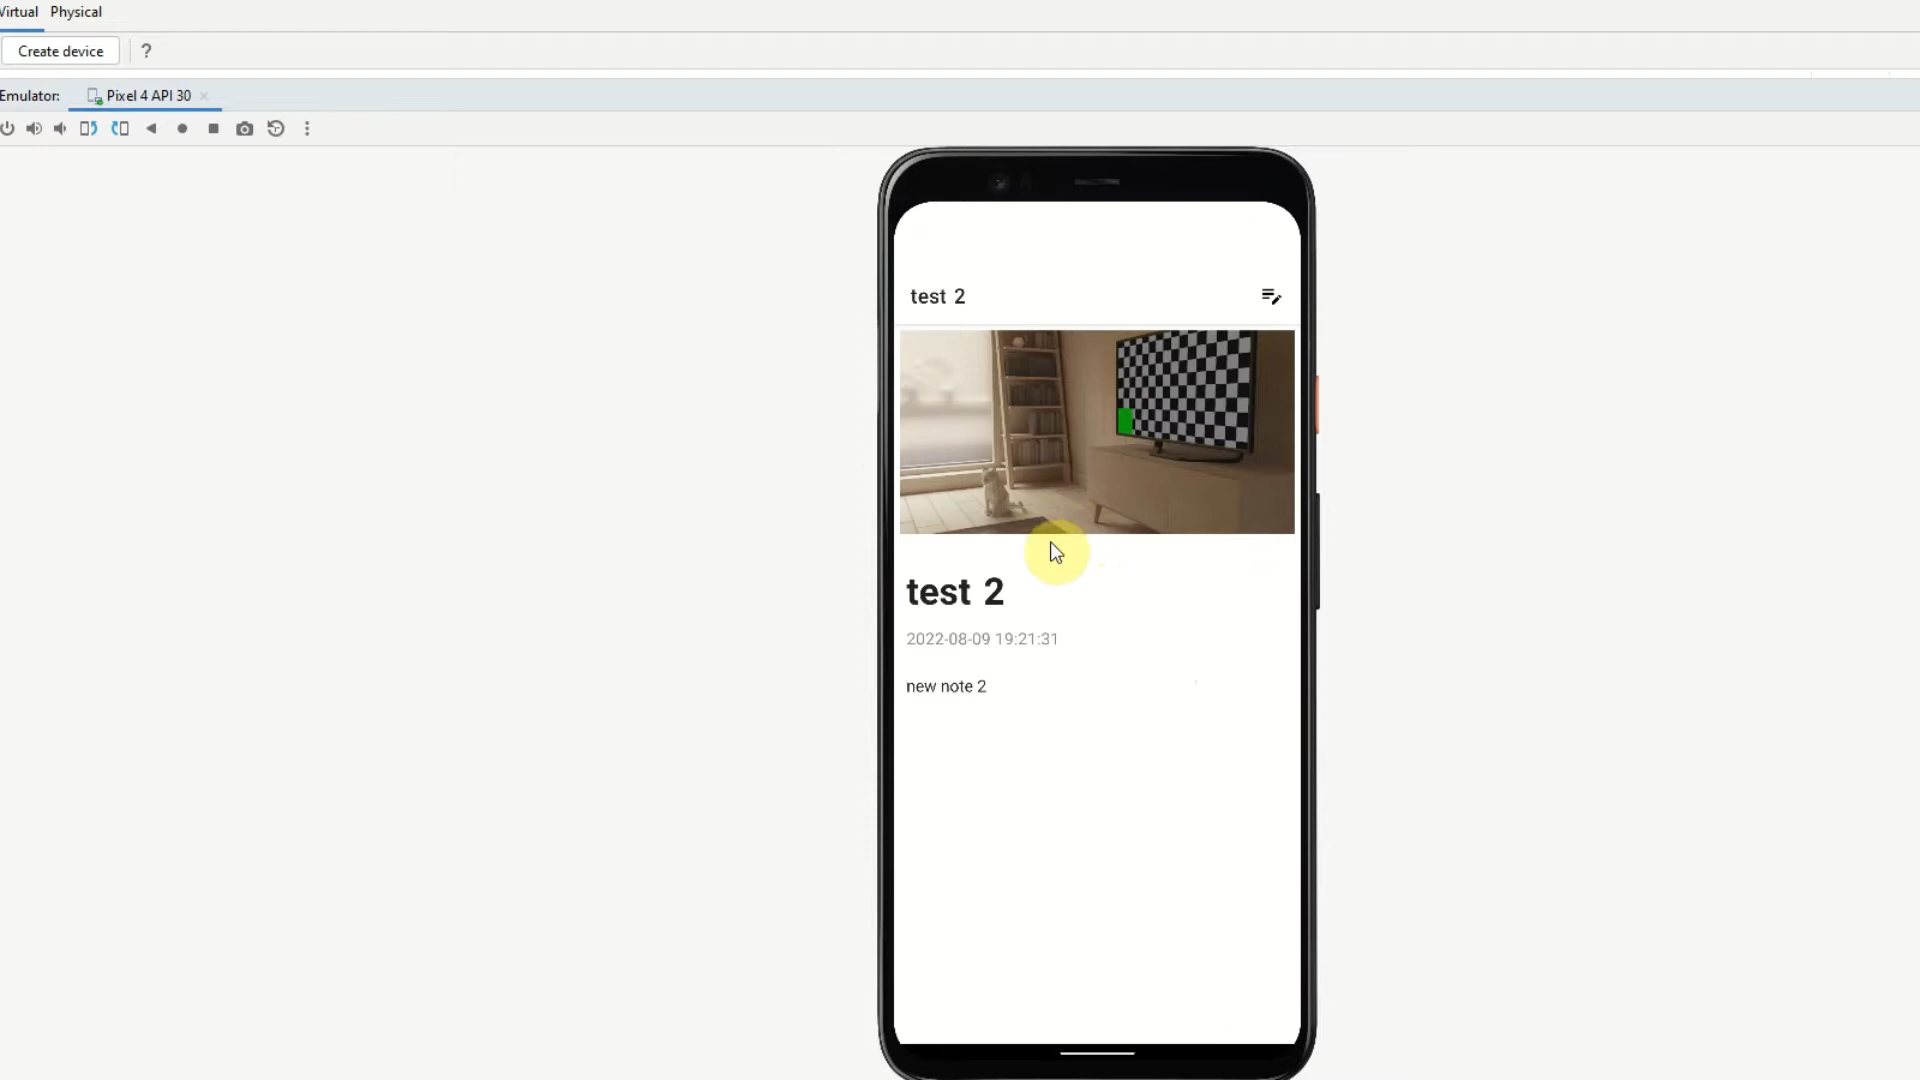 Virtual Physical
Create device ?
Emulator: Pixel 4 API 30
test 2
test 2
2022-08-09 19:21:31
new note 2